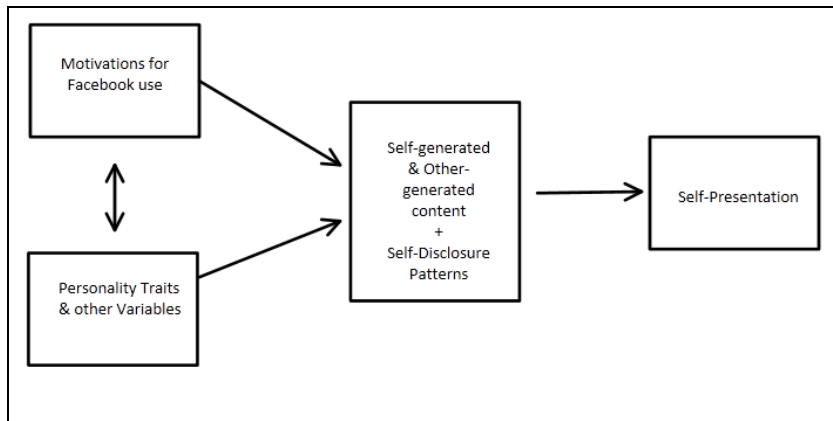 Motivations for
Facebook use
Personality Traits
& other Variables
Self-generated
& Other-
generated
content
+
Self-Disclosure
Patterns
Self-Presentation